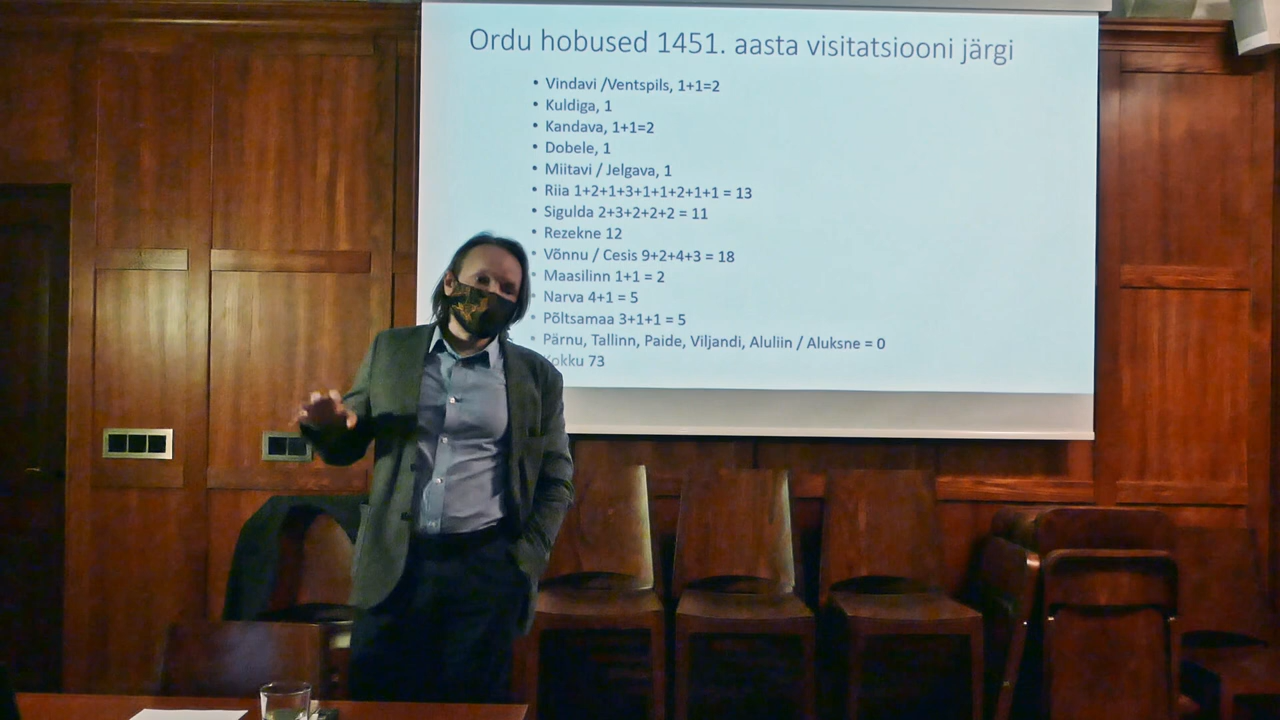 Ordu hobused 1451. aasta visitatsiooni järgi
• Vindavi /Ventspils, 1+1=2
• Kuldiga, 1
• Kandava, 1+1=2
• Dobele, 1
• Miitavi / Jelgava, 1
• Riia 1+2+1+3+1+1+2+1+1 = 13
• Sigulda 2+3+2+2+2 = 11
• Rezekne 12
• Võnnu / Cesis 9+2+4+3 = 18
• Maasilinn 1+1 = 2
• Narva 4+1 = 5
• Põltsamaa 3+1+1 = 5
• Pärnu, Tallinn, Paide, Viljandi, Aluliin / Aluksne = 0
Kokku 73